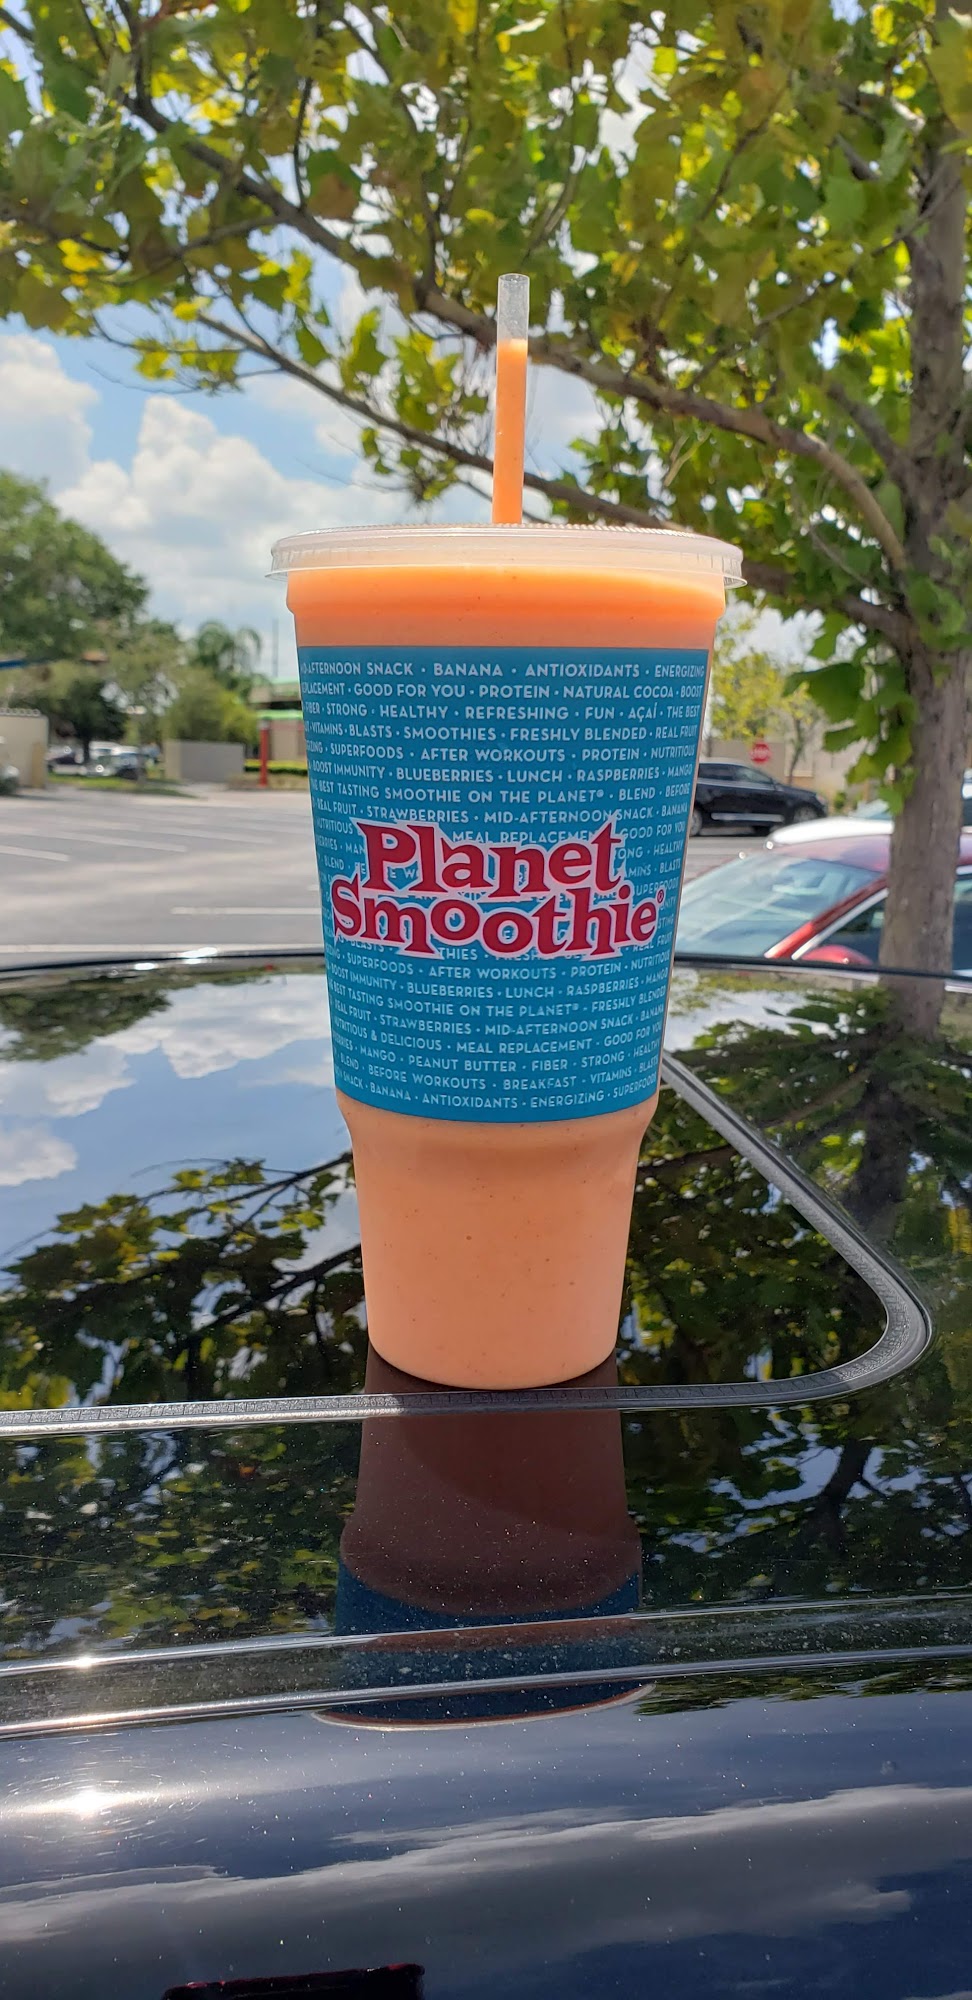 AFTERNOON SNACK • BANANA • ANTIOXIDANTS • ENERGIZING
GOOD FOR YOU • PROTEIN • NATURAL COCOA • BOOST
FIBER • STRONG • HEALTHY • REFRESHING • FUN • AÇAÍ • THE BEST
VITAMINS • BLASTS • SMOOTHIES • FRESHLY BLENDED • REAL FRUIT
SUPERFOODS • AFTER WORKOUTS • PROTEIN • NUTRITIOUS
BOOST IMMUNITY • BLUEBERRIES • LUNCH • RASPBERRIES • MANGO
BEST TASTING SMOOTHIE ON THE PLANET® • BLEND • BEFORE
REAL FRUIT • STRAWBERRIES • MID-AFTERNOON SNACK • BANANA
NUTRITIOUS MEAL REPLACEMENT GOOD FOR YOU
HEALTHY
BLEND
Planet
Smoothie®
SUPERFOODS • AFTER WORKOUTS • PROTEIN • NUTRITIOUS
BOOST IMMUNITY • BLUEBERRIES • LUNCH • RASPBERRIES • MANGO
BEST TASTING SMOOTHIE ON THE PLANET® • FRESHLY BLENDED
REAL FRUIT • STRAWBERRIES • MID-AFTERNOON SNACK • BANANA
NUTRITIOUS & DELICIOUS • MEAL REPLACEMENT • GOOD FOR YOU
MANGO • PEANUT BUTTER • FIBER • STRONG • HEALTHY
BLEND • BEFORE WORKOUTS • BREAKFAST • VITAMINS • BLASTS
SNACK • BANANA • ANTIOXIDANTS • ENERGIZING • SUPERFOODS